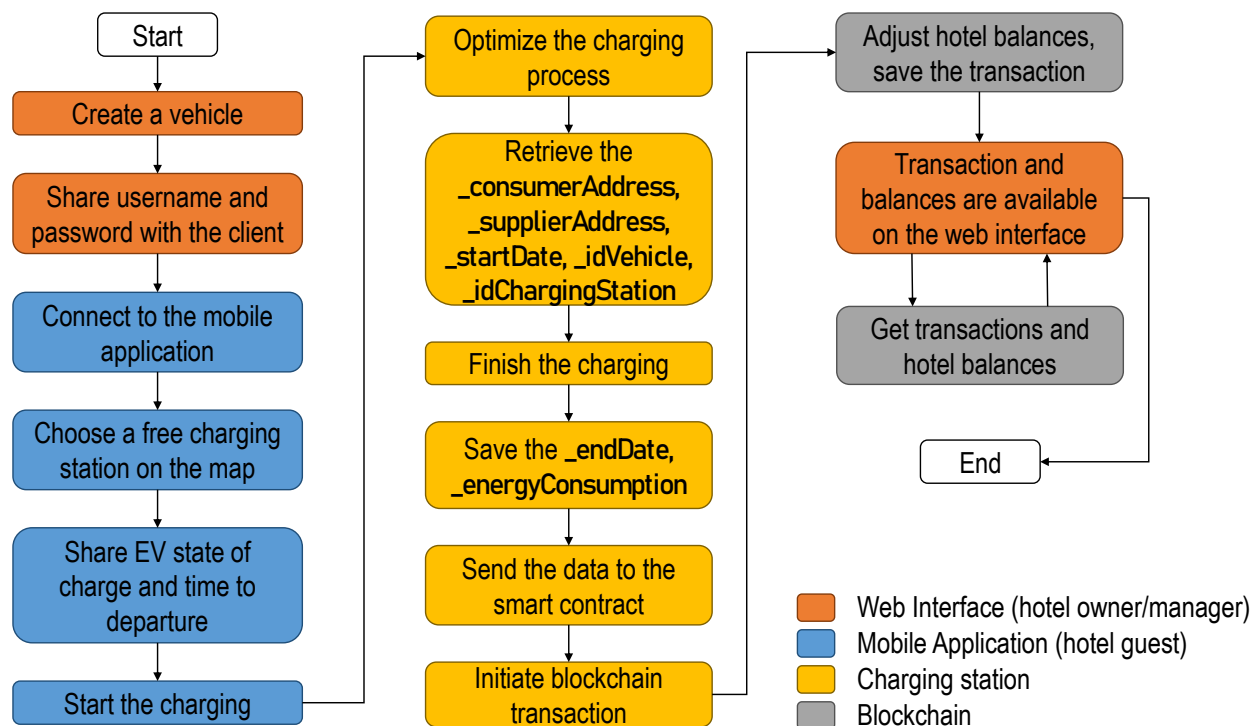 Start
Create a vehicle
Share username and
password with the client
Connect to the mobile
application
Choose a free charging
station on the map
Share EV state of
charge and time to
departure
Start the charging
Optimize the charging
process
Retrieve the
_consumerAddress,
_supplierAddress,
_startDate, _idVehicle,
_idChargingStation
Finish the charging
Save the _endDate,
_energyConsumption
Send the data to the
smart contract
Initiate blockchain
transaction
Adjust hotel balances,
save the transaction
Transaction and
balances are available
on the web interface
Get transactions and
hotel balances
End
Web Interface (hotel owner/manager)
Mobile Application (hotel guest)
Charging station
Blockchain